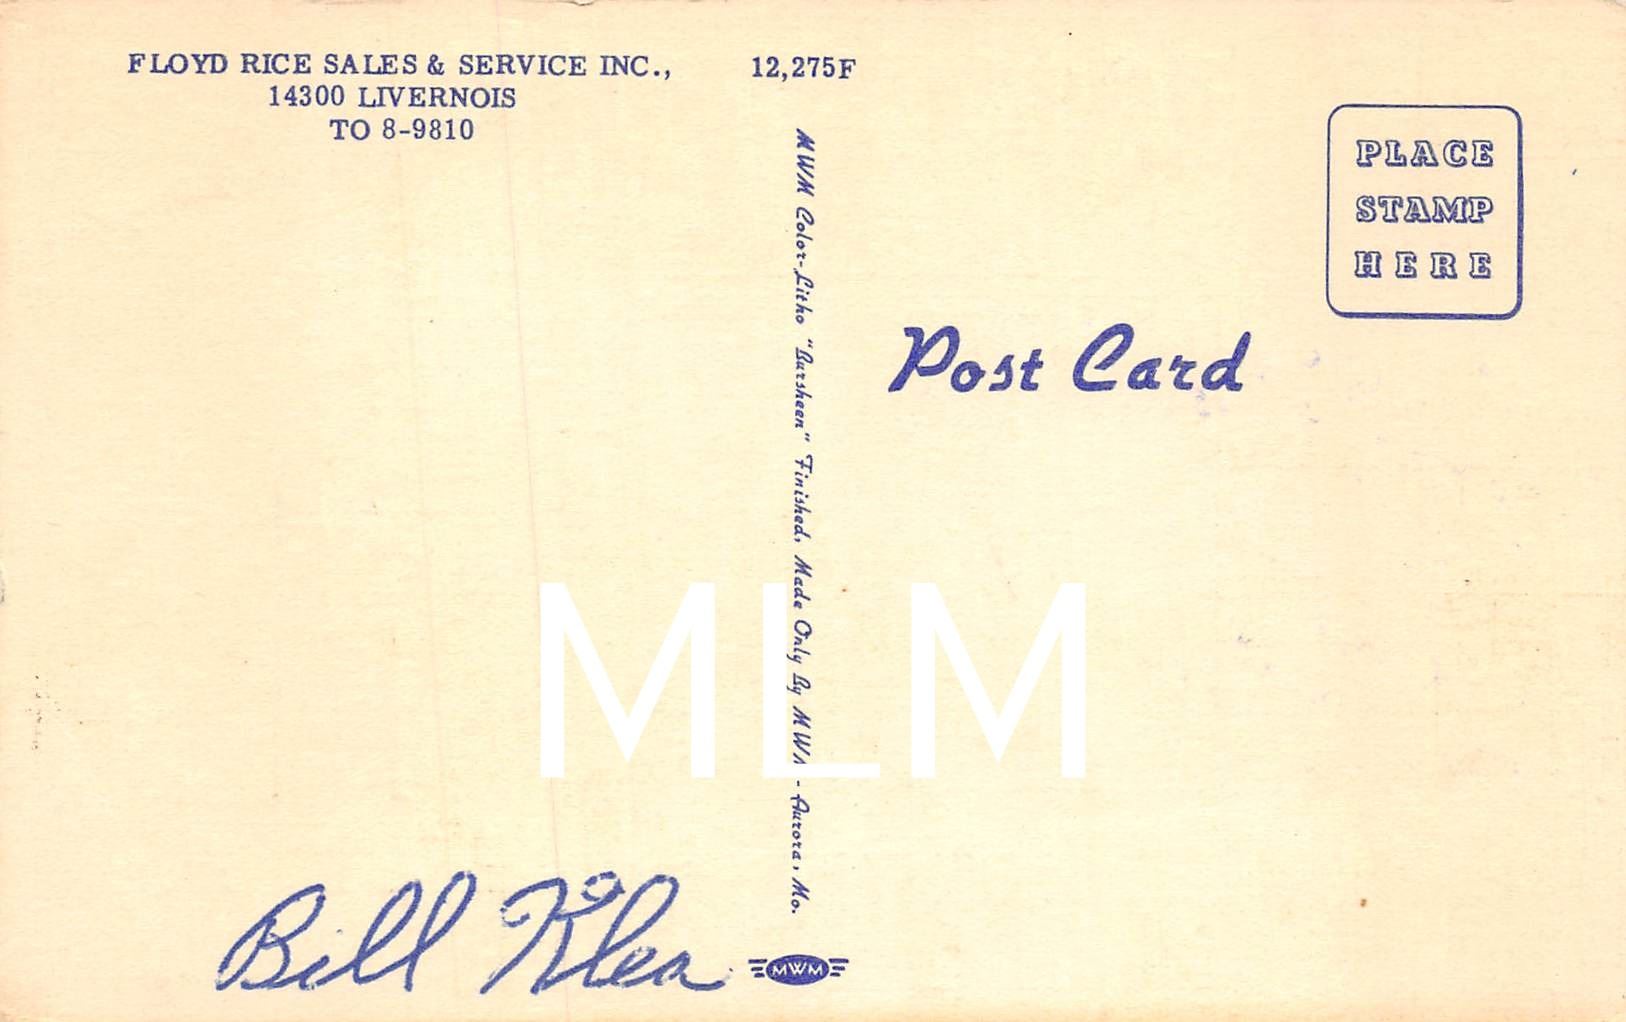 FLOYD RICE SALES & SERVICE INC.,
14300 LIVERNOIS
TO 8-9810
12,275F
PLACE
STAMP
HERE
Post Card
MWM Color-Litho "Bursheen" Finished, Made Only By MWM - Aurora, Mo.
MLM
Bill Klea
MWM